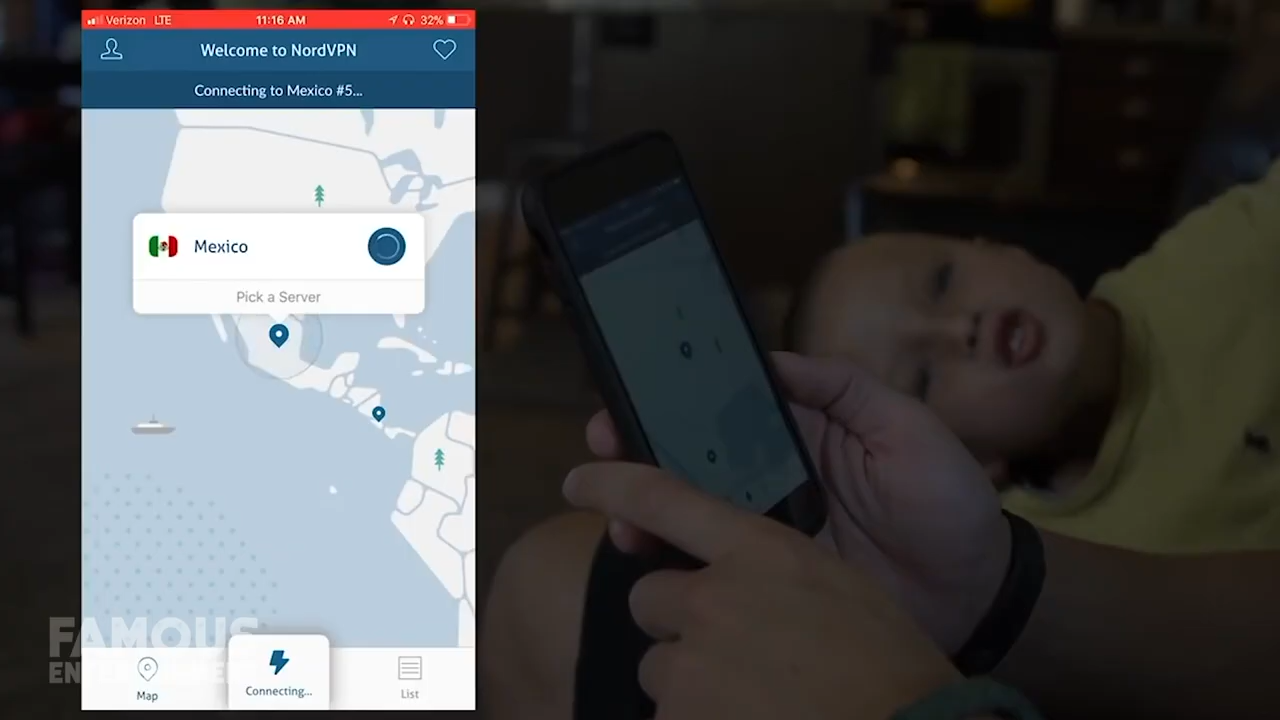 Verizon LTE 11:16 AM 32%
Welcome to NordVPN
Connecting to Mexico #5...
Mexico
Pick a Server
FAMOUS
Map
Connecting...
List